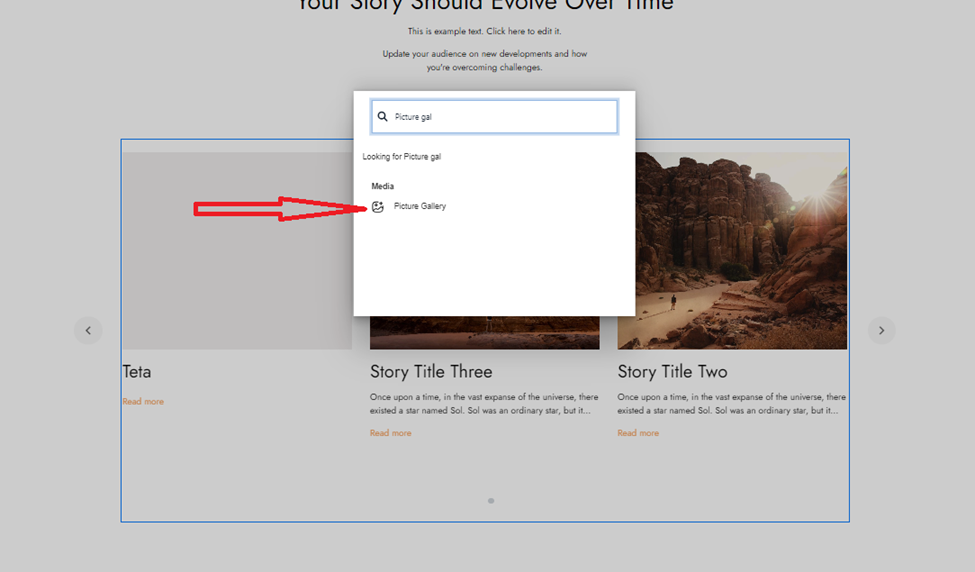 Your Story Should Evolve Over Time
This is example text. Click here to edit it.
Update your audience on new developments and how
you're overcoming challenges.
Picture gal
Looking for Picture gal
Media
Picture Gallery
Teta
Read more
Story Title Three
Once upon a time, in the vast expanse of the universe, there
existed a star named Sol. Sol was an ordinary star, but it...
Read more
Story Title Two
Once upon a time, in the vast expanse of the universe, there
existed a star named Sol. Sol was an ordinary star, but it...
Read more